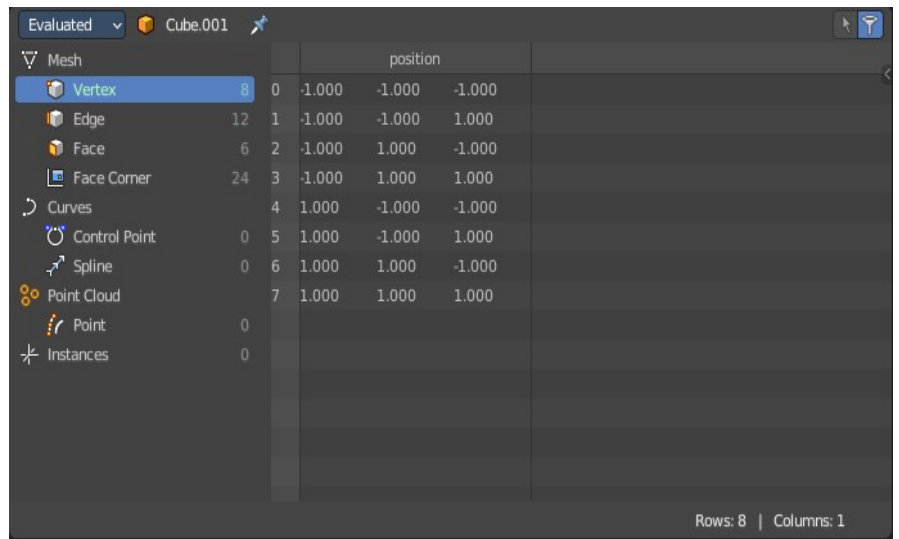 Evaluated Cube.001
Mesh position
Vertex 8 0 -1.000 -1.000 -1.000
Edge 12 1 -1.000 -1.000 1.000
Face 6 2 -1.000 1.000 -1.000
Face Corner 24 3 -1.000 1.000 1.000
Curves 4 1.000 -1.000 -1.000
Control Point 0 5 1.000 -1.000 1.000
Spline 0 6 1.000 1.000 -1.000
Point Cloud 7 1.000 1.000 1.000
Point 0
Instances 0
Rows: 8 | Columns: 1